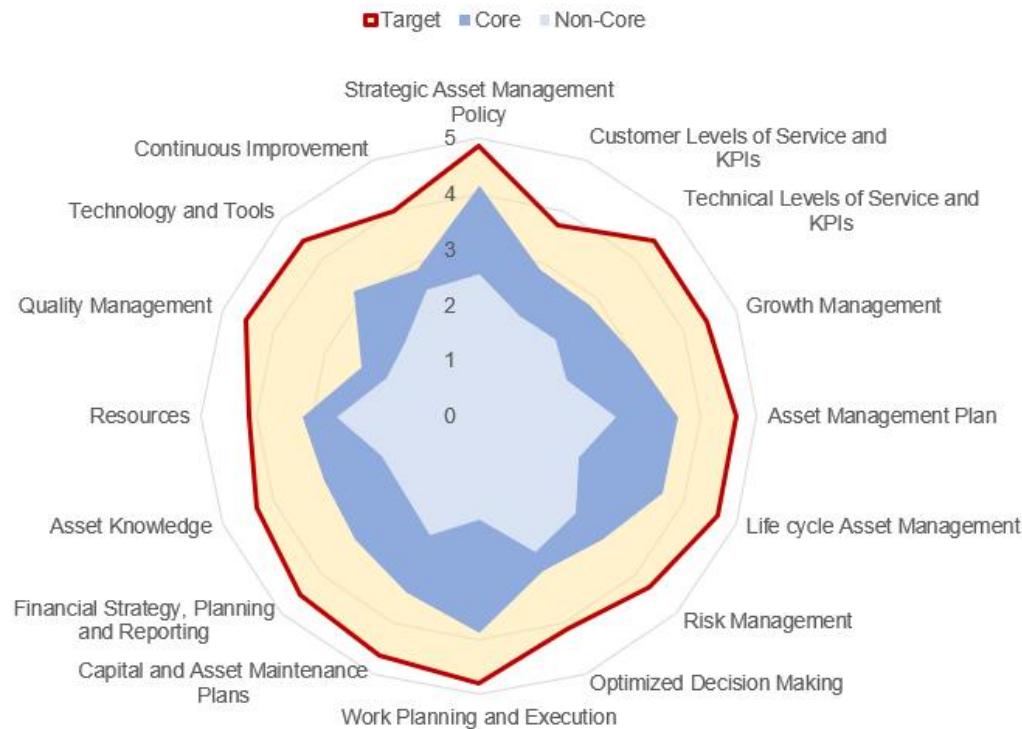 Target Core Non-Core
Strategic Asset Management
Policy
Customer Levels of Service and
KPIs
Technical Levels of Service and
KPIs
Growth Management
Asset Management Plan
Life cycle Asset Management
Risk Management
Optimized Decision Making
Work Planning and Execution
Capital and Asset Maintenance
Plans
Financial Strategy, Planning
and Reporting
Asset Knowledge
Resources
Quality Management
Technology and Tools
Continuous Improvement
5
4
3
2
1
0